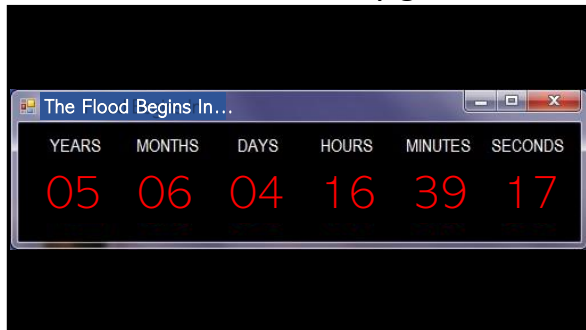 The Flood Begins In...
YEARS MONTHS DAYS HOURS MINUTES SECONDS
05 06 04 16 39 17